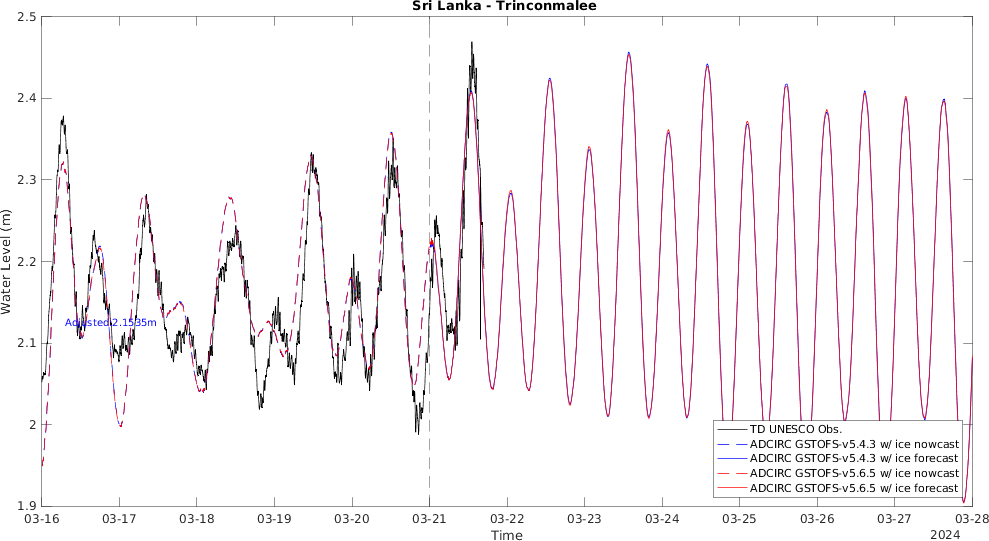 Sri Lanka - Trinconmalee
2.5
2.4
2.3
2.2
2.1
2
1.9
Water Level (m)
Adjusted 2.1535m
TD UNESCO Obs.
ADCIRC GSTOFS-v5.4.3 w/ ice nowcast
ADCIRC GSTOFS-v5.4.3 w/ ice forecast
ADCIRC GSTOFS-v5.6.5 w/ ice nowcast
ADCIRC GSTOFS-v5.6.5 w/ ice forecast
03-16 03-17 03-18 03-19 03-20 03-21 03-22 03-23 03-24 03-25 03-26 03-27 03-28
Time
2024